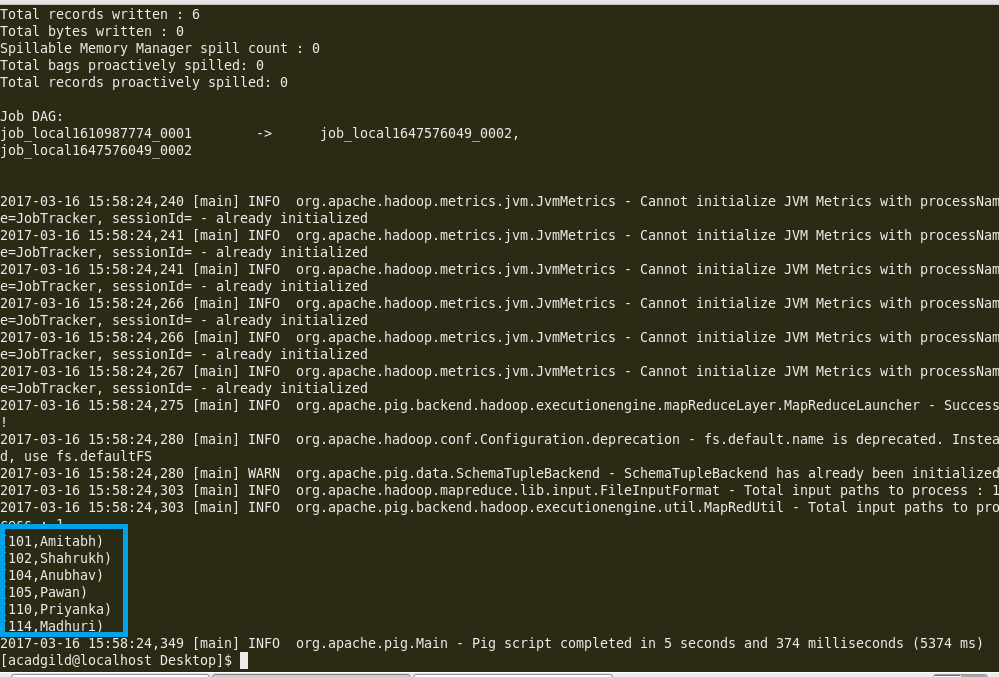 Total records written : 6
Total bytes written : 0
Spillable Memory Manager spill count : 0
Total bags proactively spilled: 0
Total records proactively spilled: 0
Job DAG:
job_local1610987774_0001        ->      job_local1647576049_0002,
job_local1647576049_0002
2017-03-16 15:58:24,240 [main] INFO  org.apache.hadoop.metrics.jvm.JvmMetrics - Cannot initialize JVM Metrics with processNam
e=JobTracker, sessionId= - already initialized
2017-03-16 15:58:24,241 [main] INFO  org.apache.hadoop.metrics.jvm.JvmMetrics - Cannot initialize JVM Metrics with processNam
e=JobTracker, sessionId= - already initialized
2017-03-16 15:58:24,241 [main] INFO  org.apache.hadoop.metrics.jvm.JvmMetrics - Cannot initialize JVM Metrics with processNam
e=JobTracker, sessionId= - already initialized
2017-03-16 15:58:24,266 [main] INFO  org.apache.hadoop.metrics.jvm.JvmMetrics - Cannot initialize JVM Metrics with processNam
e=JobTracker, sessionId= - already initialized
2017-03-16 15:58:24,266 [main] INFO  org.apache.hadoop.metrics.jvm.JvmMetrics - Cannot initialize JVM Metrics with processNam
e=JobTracker, sessionId= - already initialized
2017-03-16 15:58:24,267 [main] INFO  org.apache.hadoop.metrics.jvm.JvmMetrics - Cannot initialize JVM Metrics with processNam
e=JobTracker, sessionId= - already initialized
2017-03-16 15:58:24,275 [main] INFO  org.apache.pig.backend.hadoop.executionengine.mapReduceLayer.MapReduceLauncher - Success
!
2017-03-16 15:58:24,280 [main] INFO  org.apache.hadoop.conf.Configuration.deprecation - fs.default.name is deprecated. Instea
d, use fs.defaultFS
2017-03-16 15:58:24,280 [main] WARN  org.apache.pig.data.SchemaTupleBackend - SchemaTupleBackend has already been initialized
2017-03-16 15:58:24,303 [main] INFO  org.apache.hadoop.mapreduce.lib.input.FileInputFormat - Total input paths to process : 1
2017-03-16 15:58:24,303 [main] INFO  org.apache.pig.backend.hadoop.executionengine.util.MapRedUtil - Total input paths to pro
cess : 1
(101,Amitabh)
(102,Shahrukh)
(104,Anubhav)
(105,Pawan)
(110,Priyanka)
(114,Madhuri)
2017-03-16 15:58:24,349 [main] INFO  org.apache.pig.Main - Pig script completed in 5 seconds and 374 milliseconds (5374 ms)
[acadgild@localhost Desktop]$